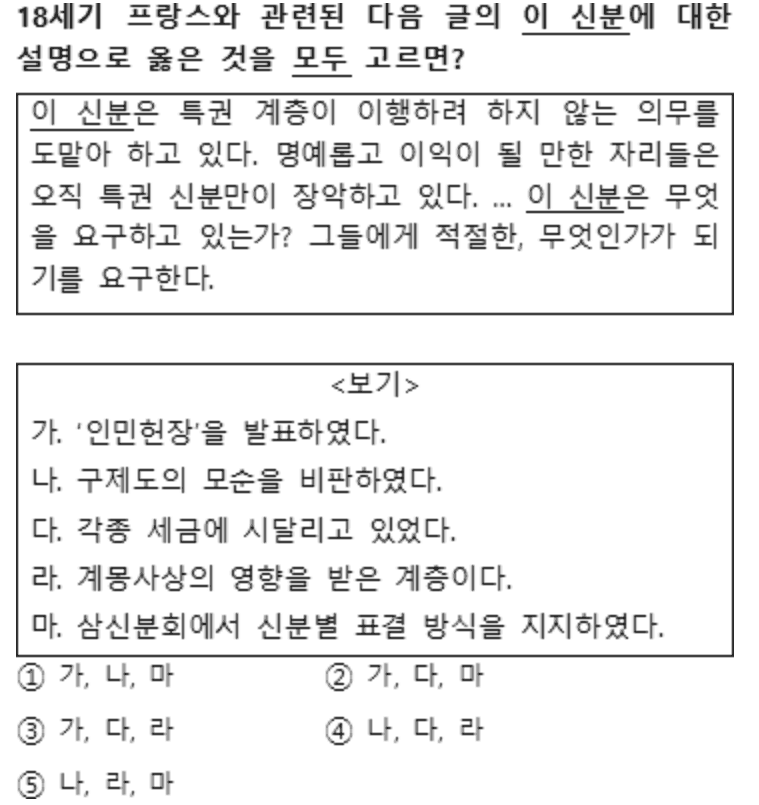 18세기 프랑스와 관련된 다음 글의 이 신분에 대한
설명으로 옳은 것을 모두 고르면?
이 신분은 특권 계층이 이행하려 하지 않는 의무를
도맡아 하고 있다. 명예롭고 이익이 될 만한 자리들은
오직 특권 신분만이 장악하고 있다. ... 이 신분은 무엇
을 요구하고 있는가? 그들에게 적절한, 무엇인가가 되
기를 요구한다.
<보기>
가. ‘인민헌장’을 발표하였다.
나. 구제도의 모순을 비판하였다.
다. 각종 세금에 시달리고 있었다.
라. 계몽사상의 영향을 받은 계층이다.
마. 삼신분회에서 신분별 표결 방식을 지지하였다.
① 가, 나, 마 ② 가, 다, 마
③ 가, 다, 라 ④ 나, 다, 라
⑤ 나, 라, 마